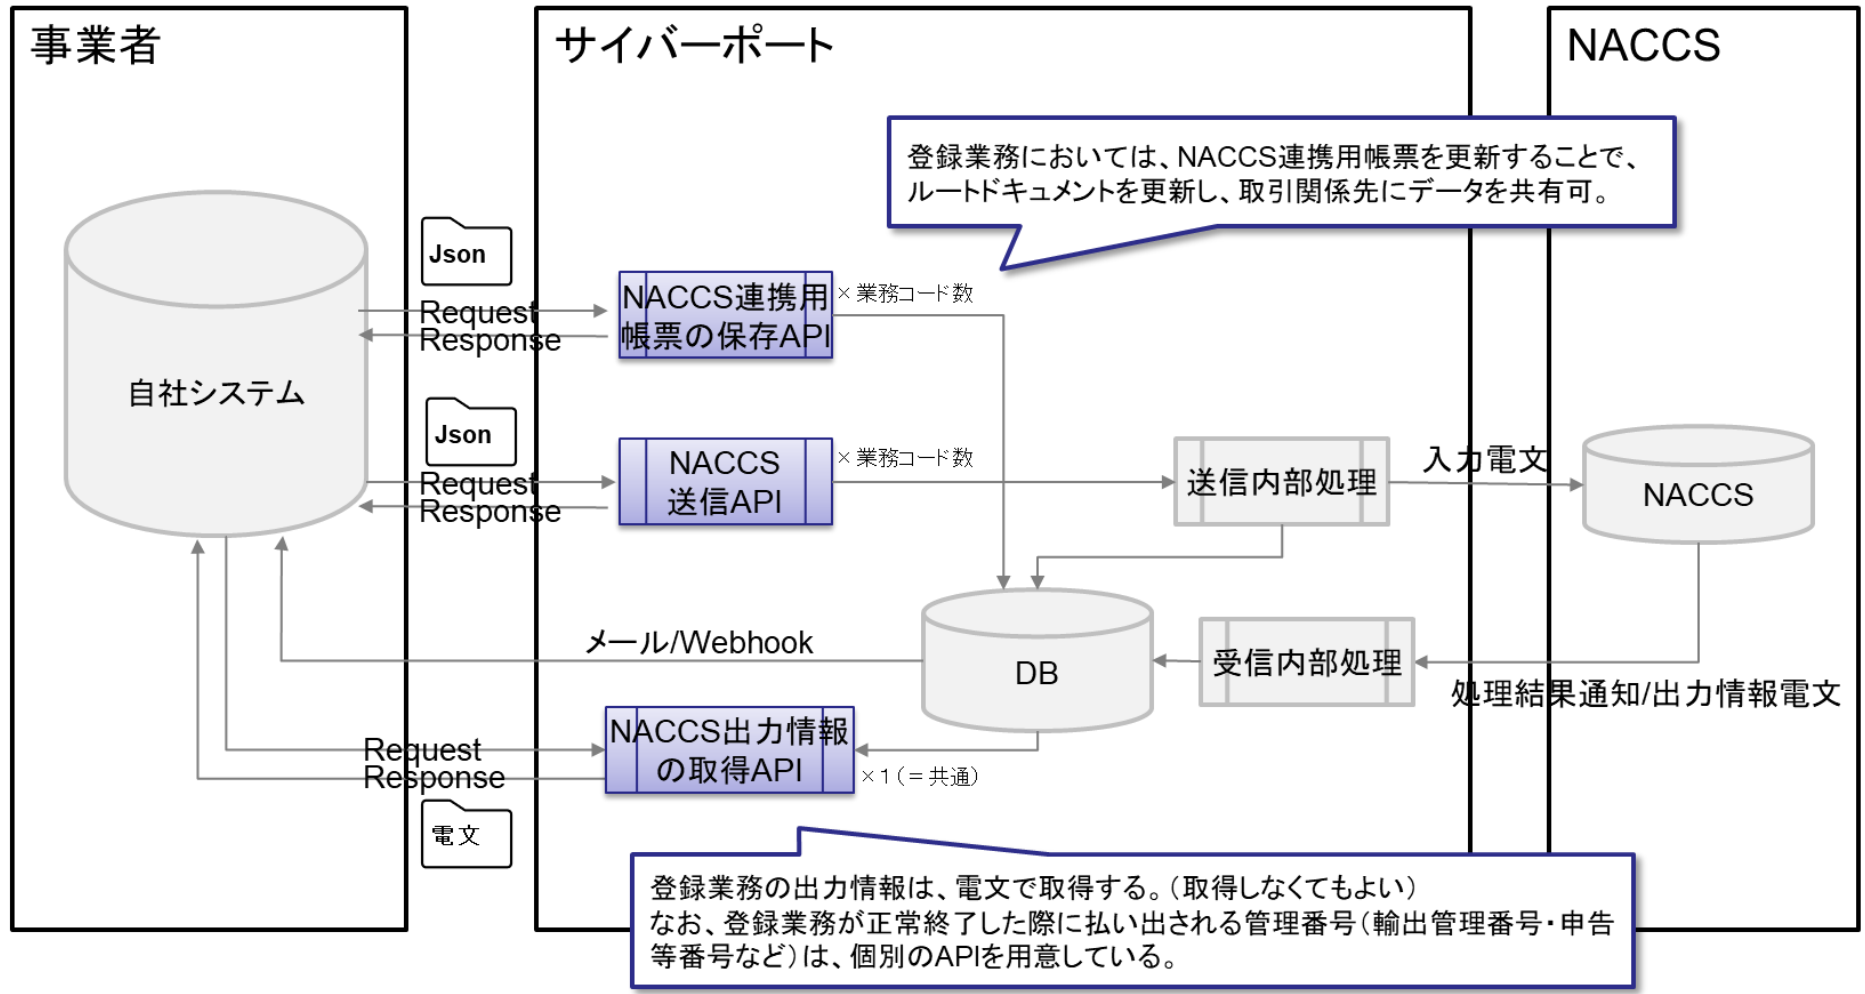 事業者
サイバーポート
NACCS
登録業務においては、NACCS連携用帳票を更新することで、
ルートドキュメントを更新し、取引関係先にデータを共有可。
Json
Request
Response
NACCS連携用
帳票の保存API
×業務コード数
自社システム
Json
Request
Response
NACCS
送信API
×業務コード数
送信内部処理
入力電文
NACCS
メール/Webhook
DB
受信内部処理
処理結果通知/出力情報電文
Request
Response
NACCS出力情報
の取得API
×1(=共通)
電文
登録業務の出力情報は、電文で取得する。(取得しなくてもよい)
なお、登録業務が正常終了した際に払い出される管理番号(輸出管理番号・申告
等番号など)は、個別のAPIを用意している。